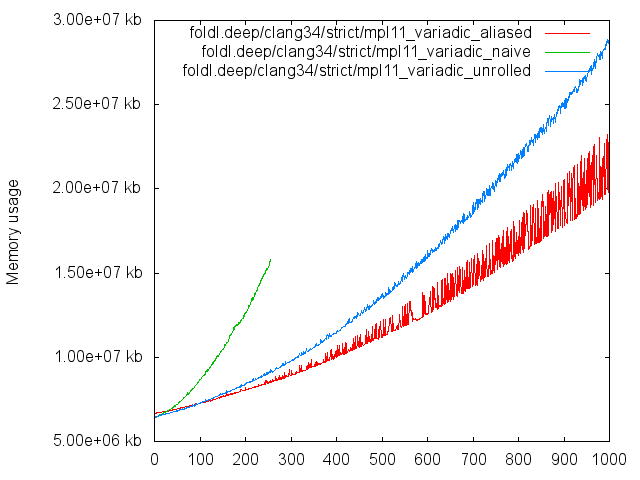 3.00e+07 kb
2.50e+07 kb
2.00e+07 kb
1.50e+07 kb
1.00e+07 kb
5.00e+06 kb
Memory usage
foldl.deep/clang34/strict/mpl11_variadic_aliased
foldl.deep/clang34/strict/mpl11_variadic_naive
foldl.deep/clang34/strict/mpl11_variadic_unrolled
0 100 200 300 400 500 600 700 800 900 1000